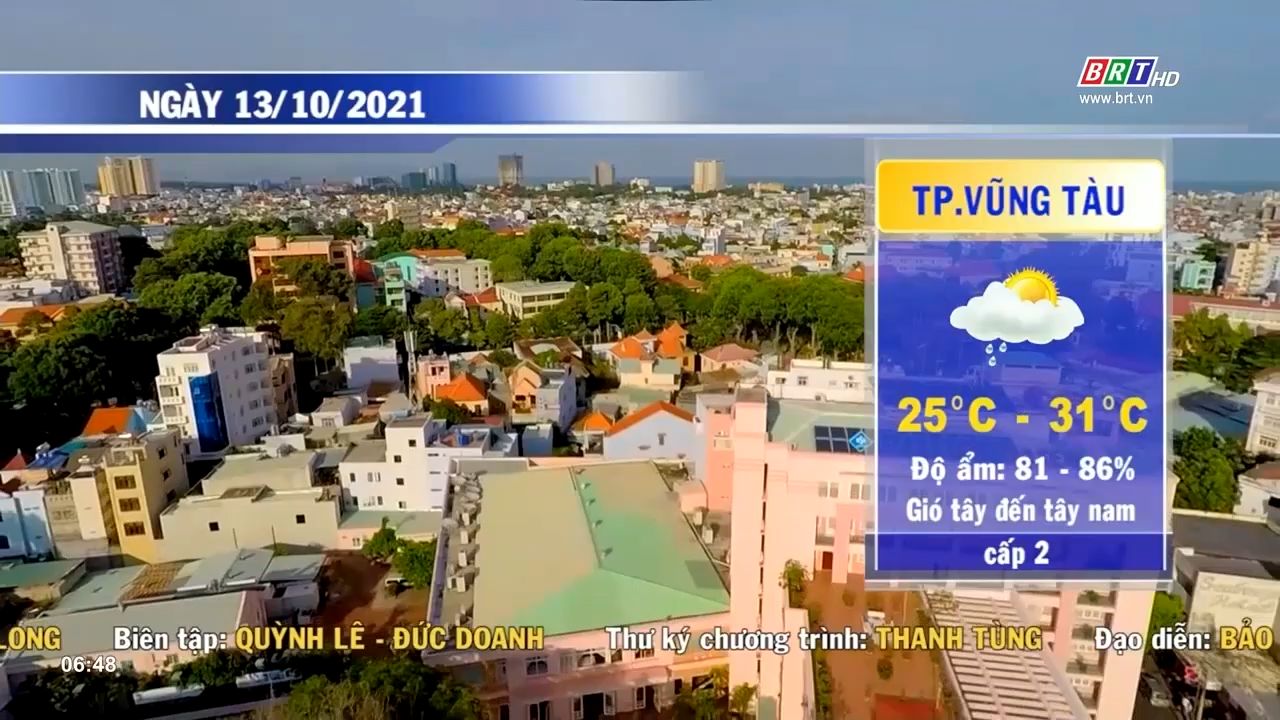 BRT HD
www.brt.vn
NGÀY 13/10/2021
TP.VŨNG TÀU
25°C - 31°C
Độ ẩm: 81 - 86%
Gió tây đến tây nam
cấp 2
LONG Biên tập: QUỲNH LÊ - ĐỨC DOANH Thư ký chương trình: THANH TÙNG Đạo diễn: BẢO
06:48